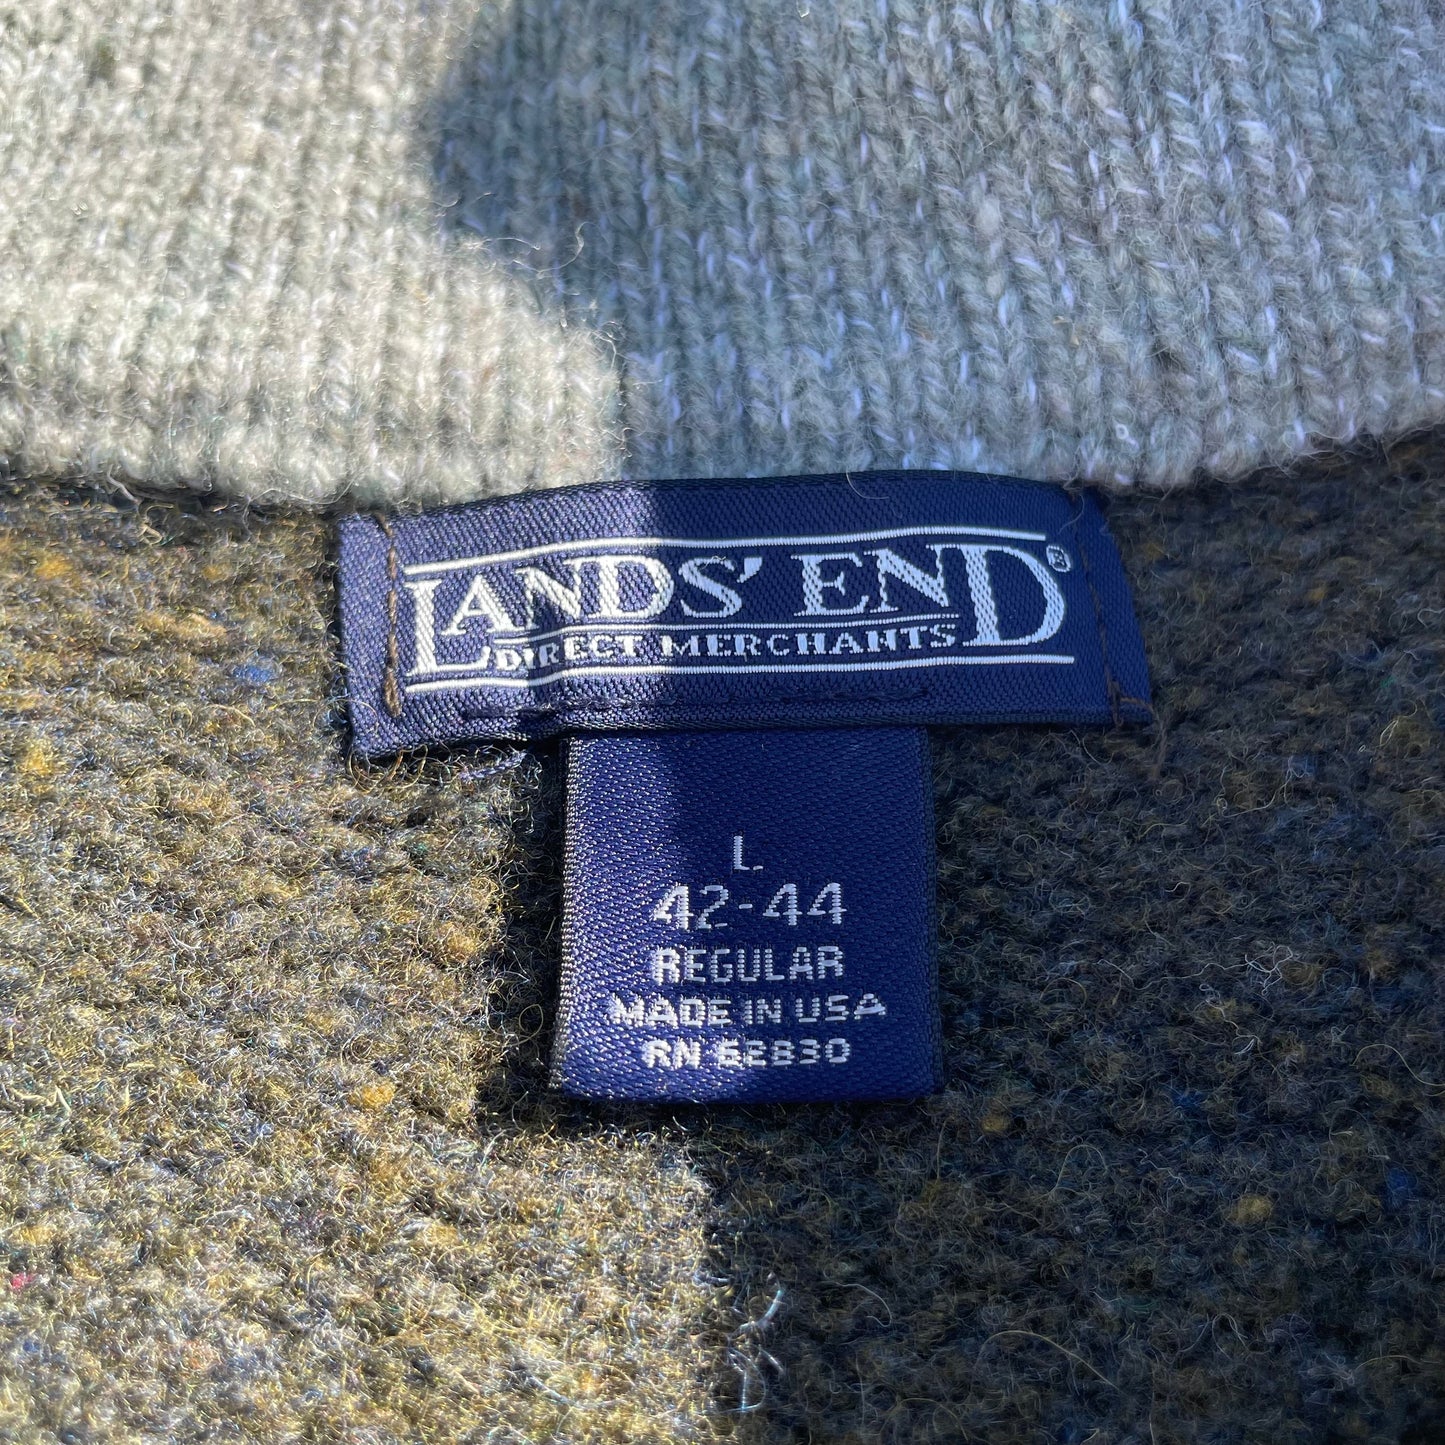 LANDS' END®
DIRECT MERCHANTS
L
42-44
REGULAR
MADE IN USA
RN 62830